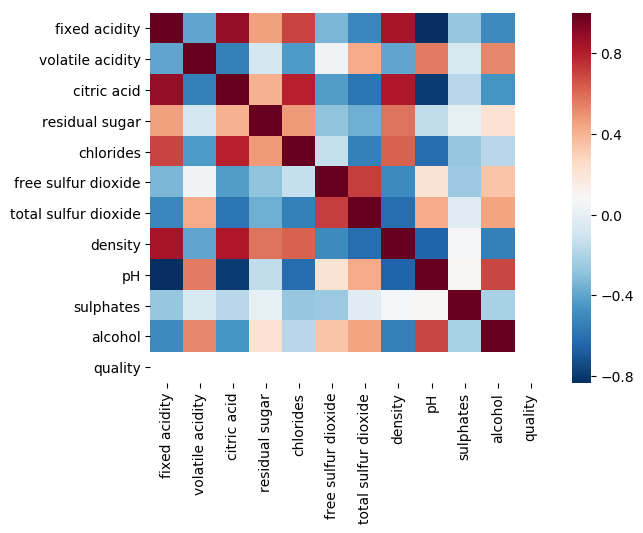 fixed acidity
volatile acidity
citric acid
residual sugar
chlorides
free sulfur dioxide
total sulfur dioxide
density
pH
sulphates
alcohol
quality
fixed acidity
volatile acidity
citric acid
residual sugar
chlorides
free sulfur dioxide
total sulfur dioxide
density
pH
sulphates
alcohol
quality
0.8
0.4
0.0
−0.4
−0.8